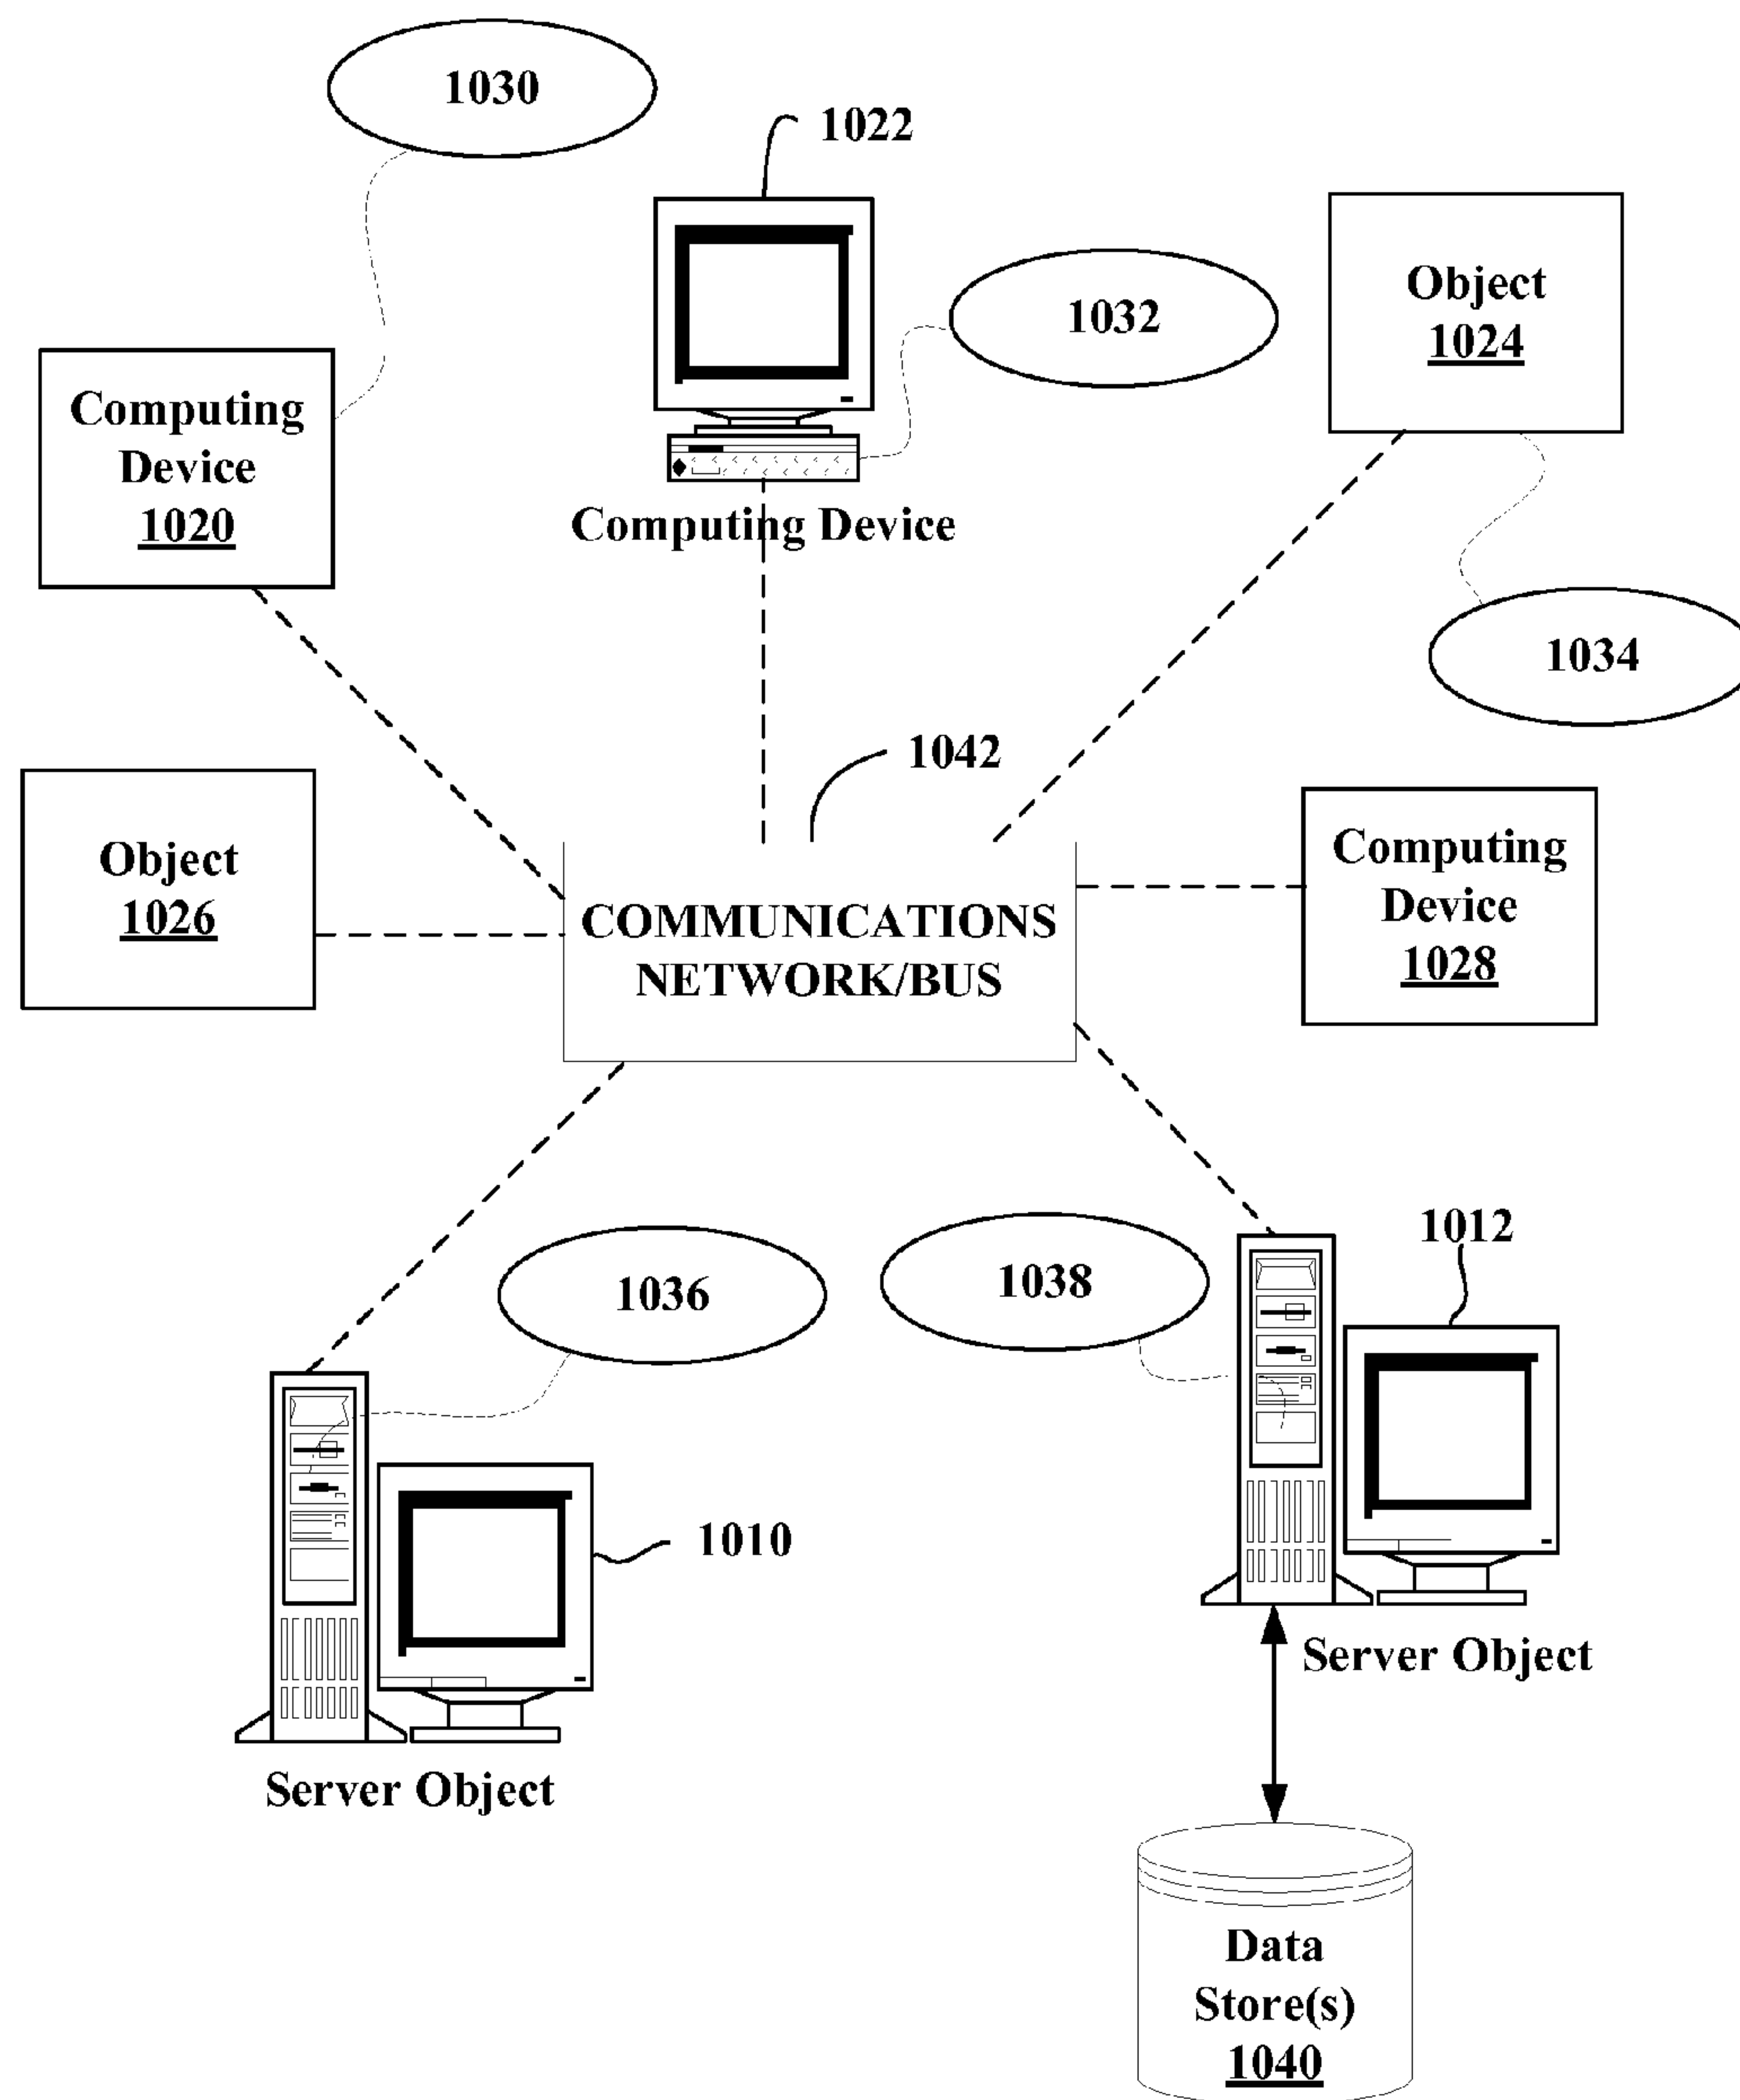 1030
1022
1032
Object
1024
Computing
Device
1020
Computing Device
1034
1042
Object
1026
COMMUNICATIONS
NETWORK/BUS
Computing
Device
1028
1036
1038
1012
1010
Server Object
Server Object
Data
Store(s)
1040